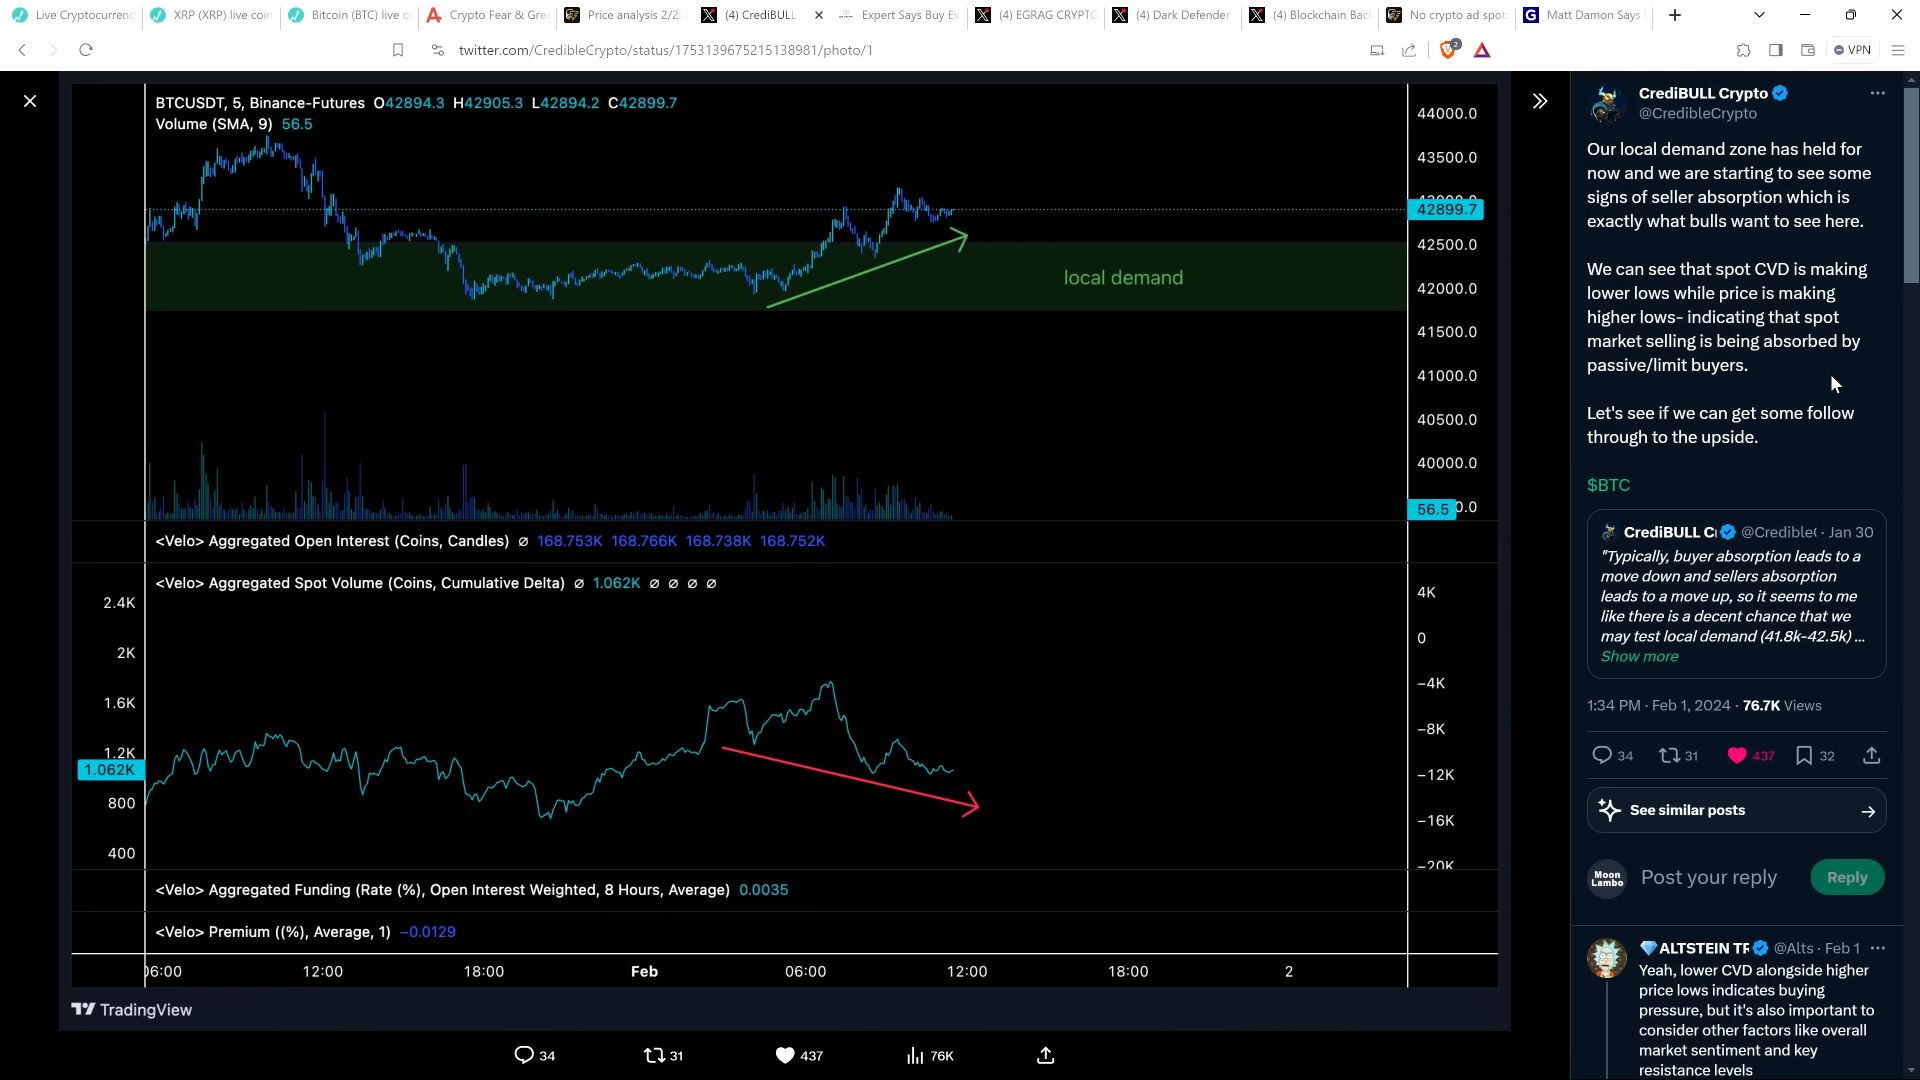 Live Cryptocurrenc
XRP (XRP) live coin
Bitcoin (BTC) live co
Crypto Fear & Gree
Price analysis 2/2:
(4) CrediBULL
Expert Says Buy Ev
(4) EGRAG CRYPTO
(4) Dark Defender
(4) Blockchain Back
No crypto ad spots
Matt Damon Says
twitter.com/CredibleCrypto/status/1753139675215138981/photo/1
2
VPN
BTCUSDT, 5, Binance-Futures O42894.3 H42905.3 L42894.2 C42899.7
Volume (SMA, 9) 56.5
44000.0
43500.0
42899.7
42500.0
42000.0
41500.0
41000.0
40500.0
40000.0
56.5
local demand
<Velo> Aggregated Open Interest (Coins, Candles) ∅ 168.753K 168.766K 168.738K 168.752K
<Velo> Aggregated Spot Volume (Coins, Cumulative Delta) ∅ 1.062K ∅ ∅ ∅ ∅
2.4K
2K
1.6K
1.2K
1.062K
800
400
4K
0
−4K
−8K
−12K
−16K
−20K
<Velo> Aggregated Funding (Rate (%), Open Interest Weighted, 8 Hours, Average) 0.0035
<Velo> Premium ((%), Average, 1) −0.0129
06:00
12:00
18:00
Feb
06:00
12:00
18:00
2
TradingView
34
31
437
76K
CrediBULL Crypto
@CredibleCrypto
Our local demand zone has held for
now and we are starting to see some
signs of seller absorption which is
exactly what bulls want to see here.
We can see that spot CVD is making
lower lows while price is making
higher lows- indicating that spot
market selling is being absorbed by
passive/limit buyers.
Let's see if we can get some follow
through to the upside.
$BTC
CrediBULL C @Credible · Jan 30
"Typically, buyer absorption leads to a
move down and sellers absorption
leads to a move up, so it seems to me
like there is a decent chance that we
may test local demand (41.8k-42.5k) ...
Show more
1:34 PM · Feb 1, 2024 · 76.7K Views
34
31
437
32
See similar posts
Moon Lambo
Post your reply
Reply
ALTSTEIN TR @Alts · Feb 1
Yeah, lower CVD alongside higher
price lows indicates buying
pressure, but it's also important to
consider other factors like overall
market sentiment and key
resistance levels